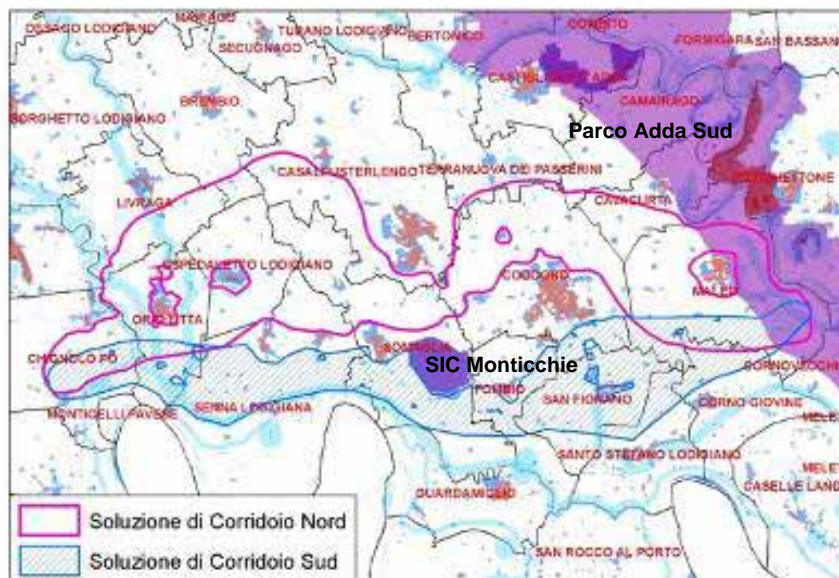 MAIRAGO
OSSAGO LODIGIANO
TURANO LODIGIANO
BERTONICO
SECUGNAGO
FORMIGARA
SAN BASSANO
BREMBIO
CAMAIRAGO
BORGHETTO LODIGIANO
Parco Adda Sud
CASALPUSTERLENGO
TERRANUOVA DEI PASSERINI
LIVRAGA
CAVACURTA
OSPEDALETTO LODIGIANO
CODOGNO
MALEO
ORIO LITTA
SOMAGLIA
SIC Monticchie
CHIGNOLO PO
FOMBIO
SAN FIORANO
MONTICELLI PAVESE
SENNA LODIGIANA
CORNO GIOVINE
SANTO STEFANO LODIGIANO
CASELLE LAND
GUARDAMIGLIO
SAN ROCCO AL PORTO
Soluzione di Corridoio Nord
Soluzione di Corridoio Sud